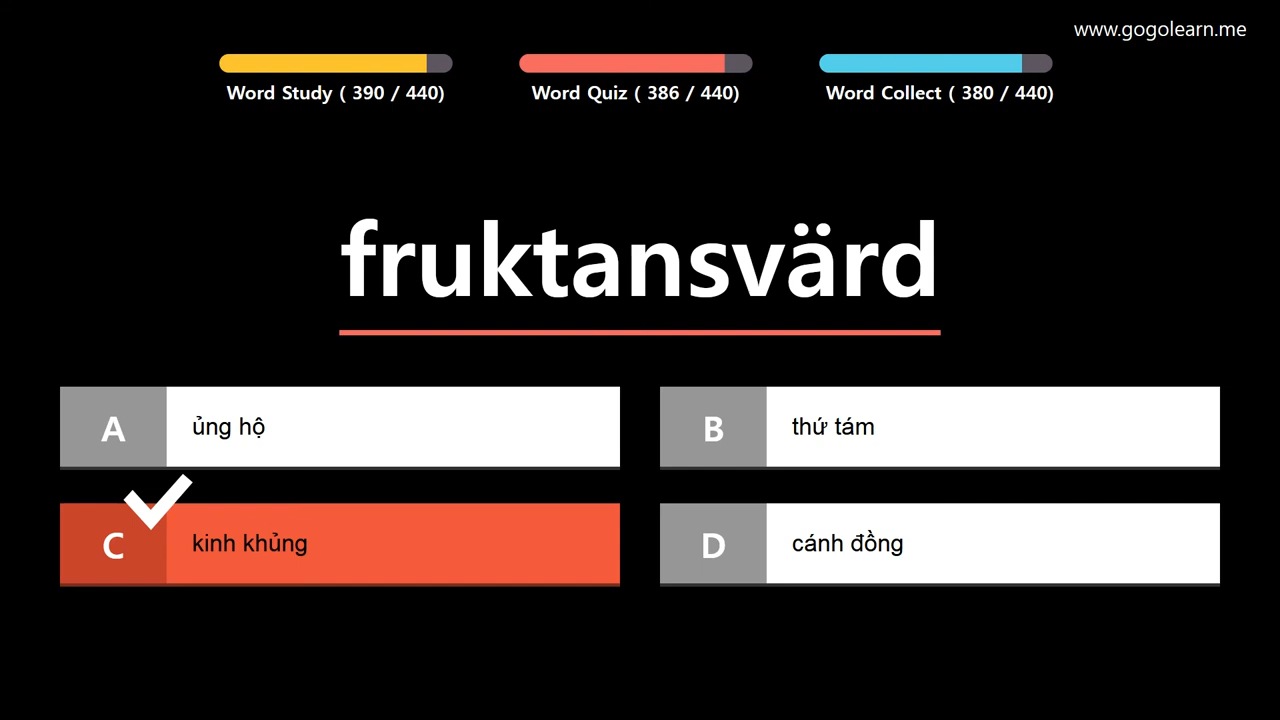 www.gogolearn.me
Word Study ( 390 / 440)
Word Quiz ( 386 / 440)
Word Collect ( 380 / 440)
fruktansvärd
A ủng hộ
B thứ tám
C kinh khủng
D cánh đồng